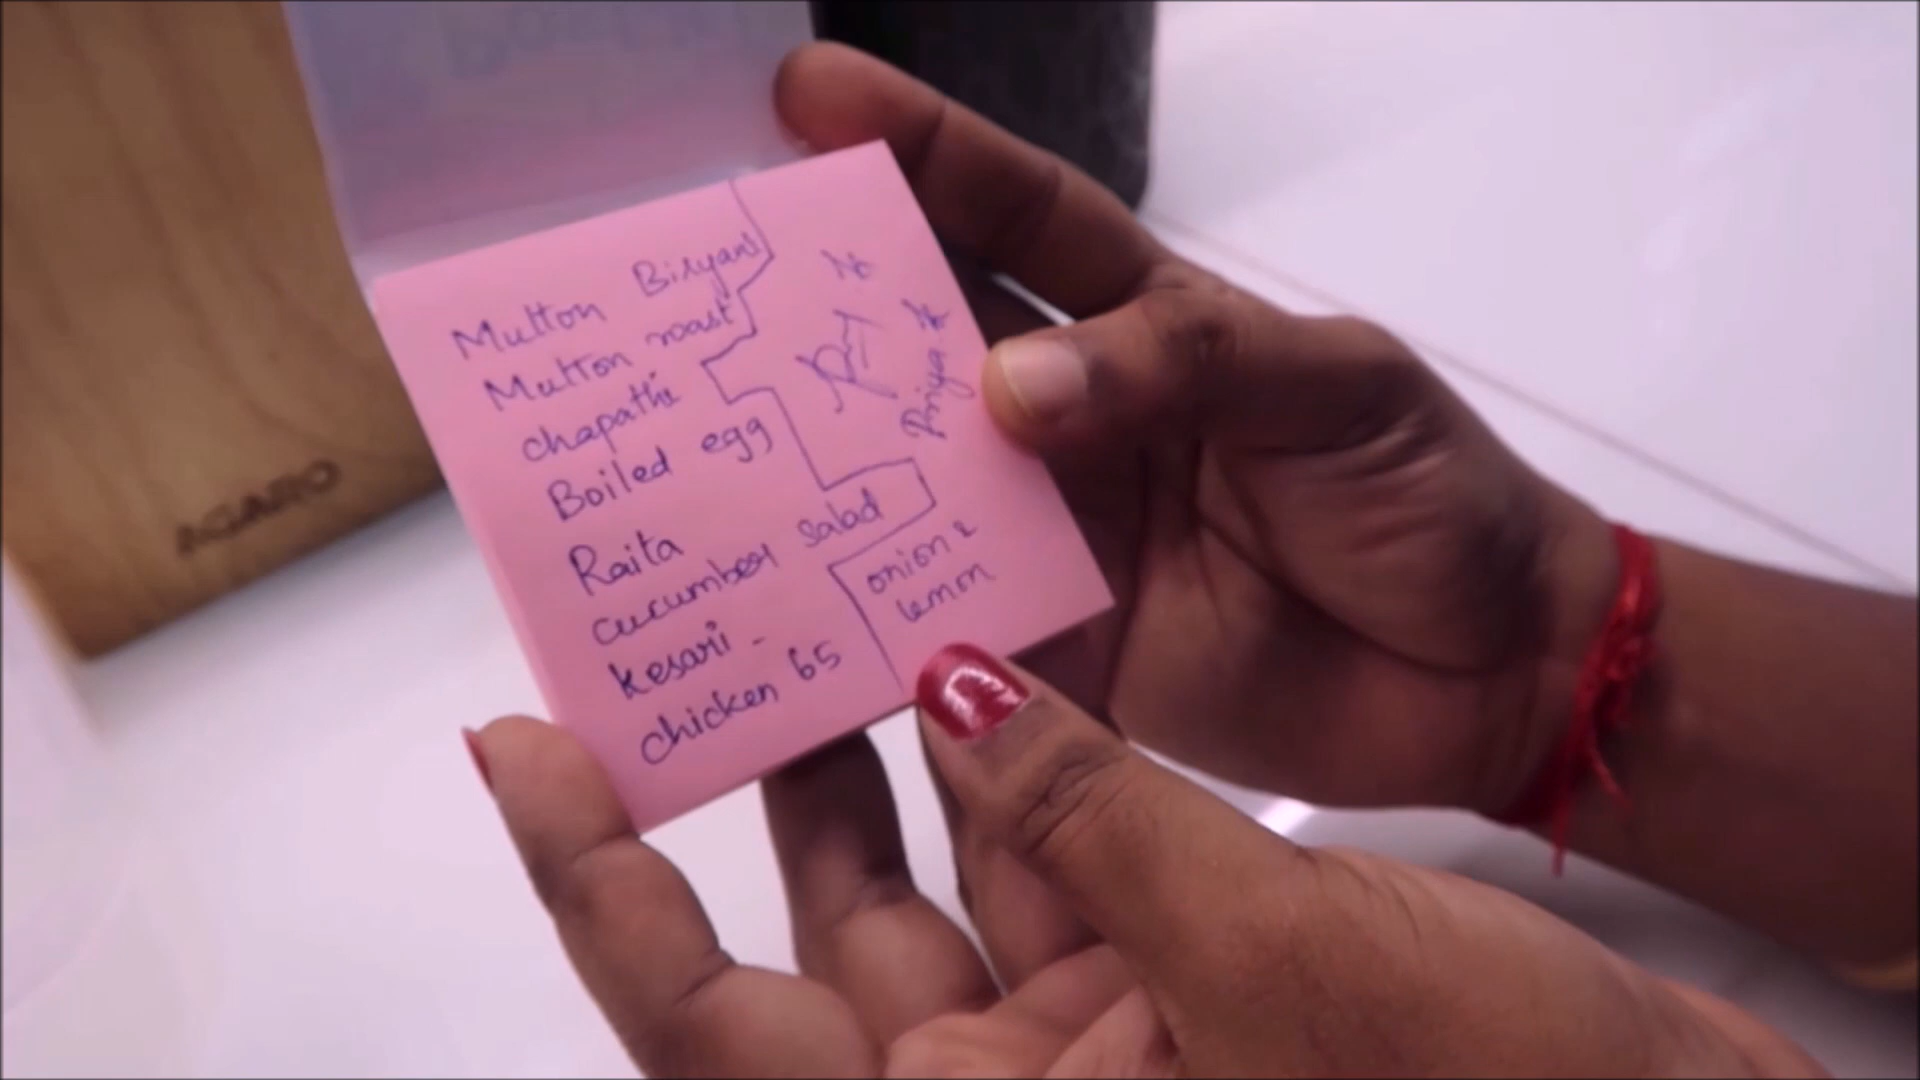 Mutton Biryani
Mutton roast
chapathi
Boiled egg
Raita
cucumber salad
kesari -
chicken 65
onion &
lemon
Priya
AGARO